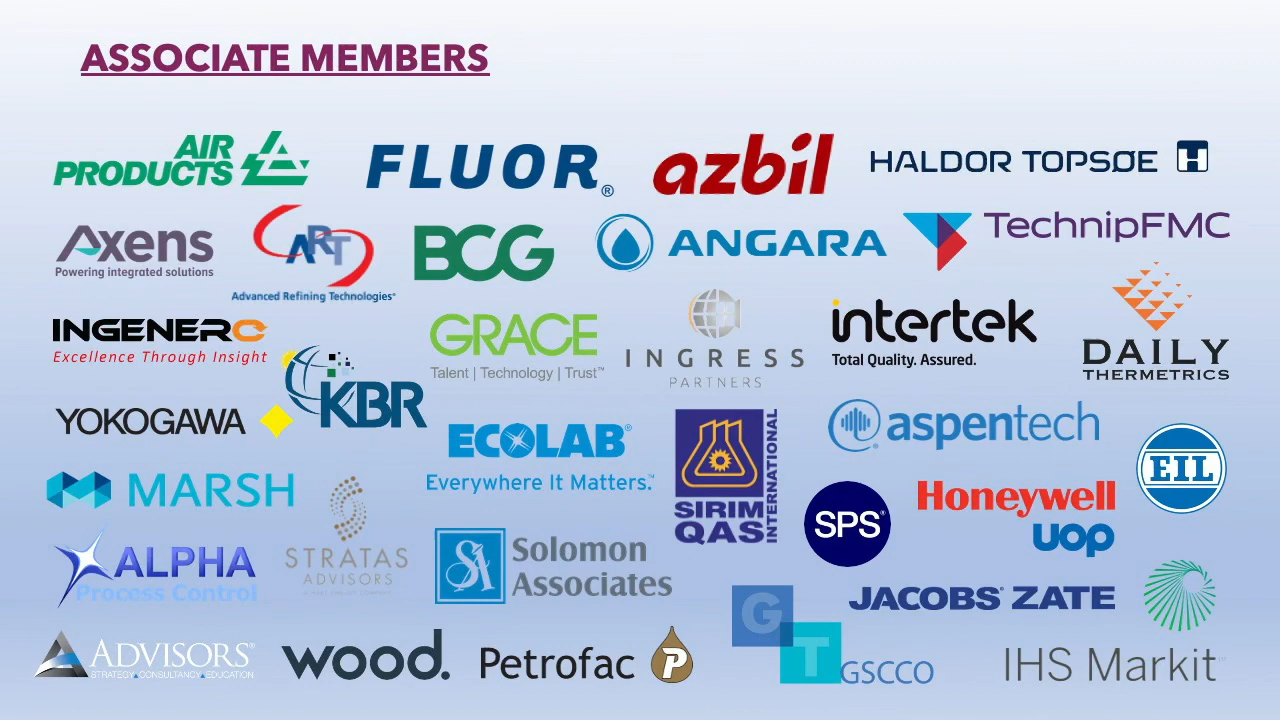 ASSOCIATE MEMBERS
AIR
PRODUCTS
FLUOR®
azbil
HALDOR TOPSØE H
Axens
Powering integrated solutions
ART
Advanced Refining Technologies
BCG
ANGARA
TechnipFMC
INGENERO
Excellence Through Insight
KBR
GRACE
Talent | Technology | Trust™
INGRESS
PARTNERS
intertek
Total Quality. Assured.
DAILY
THERMETRICS
YOKOGAWA
ECOLAB®
Everywhere It Matters.™
SIRIM
QAS
INTERNATIONAL
aspentech
EIL
MARSH
STRATAS
ADVISORS
Solomon
Associates
SPS®
Honeywell
UOP
ALPHA
Process Control
JACOBS® ZATE
ADVISORS®
STRATEGY CONSULTANCY EDUCATION
wood.
Petrofac P
G
T
GSCCO
IHS Markit